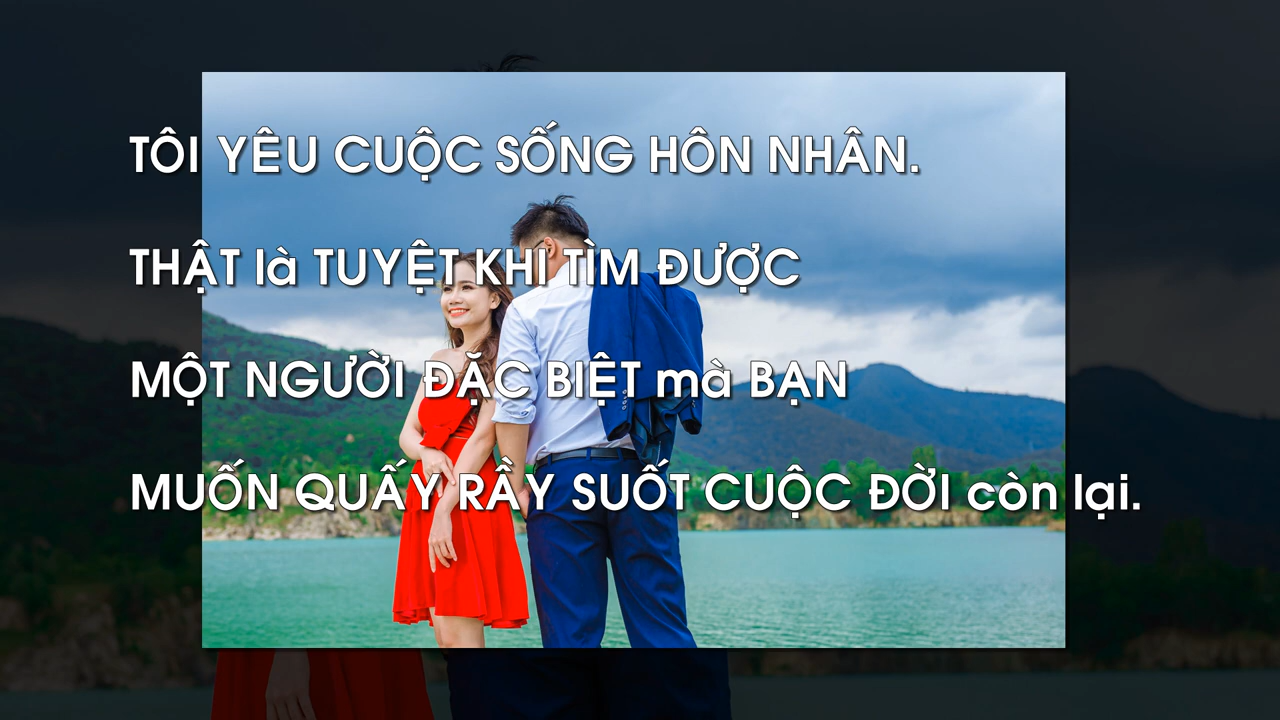 TÔI YÊU CUỘC SỐNG HÔN NHÂN.
THẬT là TUYỆT KHI TÌM ĐƯỢC
MỘT NGƯỜI ĐẶC BIỆT mà BẠN
MUỐN QUẤY RẦY SUỐT CUỘC ĐỜI còn lại.